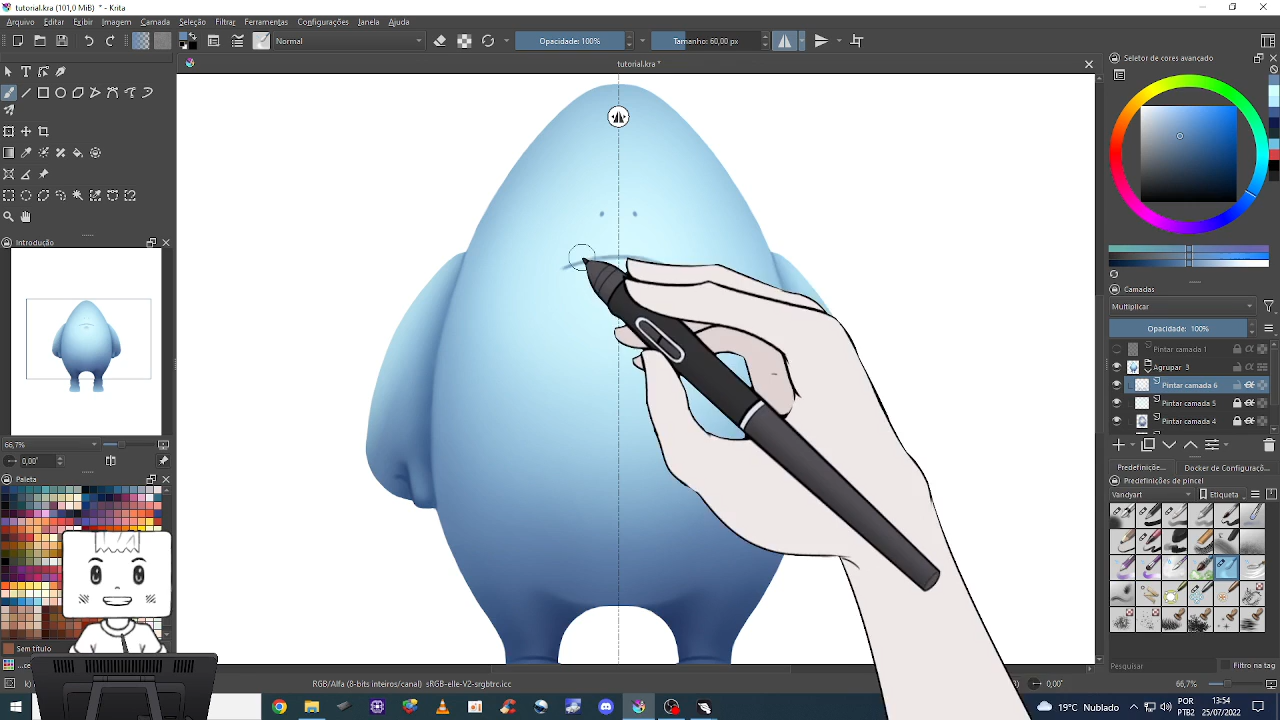 tutorial.kra (101,0 MiB) * - Krita
Arquivo Editar Exibir Imagem Camada Seleção Filtrar Ferramentas Configurações Janela Ajuda
Normal
Opacidade: 100%
Tamanho: 60,00 px
tutorial.kra *
Seletor de cores avançado
Introdução
Camadas
Multiplicar
Opacidade: 100%
Pintar camada 1
Agrupar 3
Pintar camada 6
Pintar camada 5
Pintar camada 4
66,7%
0,00°
Paleta
Predefiniçõe...
Docker de Configuraçõ...
Predefinições de pincel
Vandyart
Etiqueta
Sem título
Pesquisar
Filtro na tag
RGB/Alfa (8-bits inteiros/canal) sRGB-elle-V2-srgbtrc.icc
0,00°
66,7%
19°C Nublado
POR
PTB2
13:54
25/07/2022